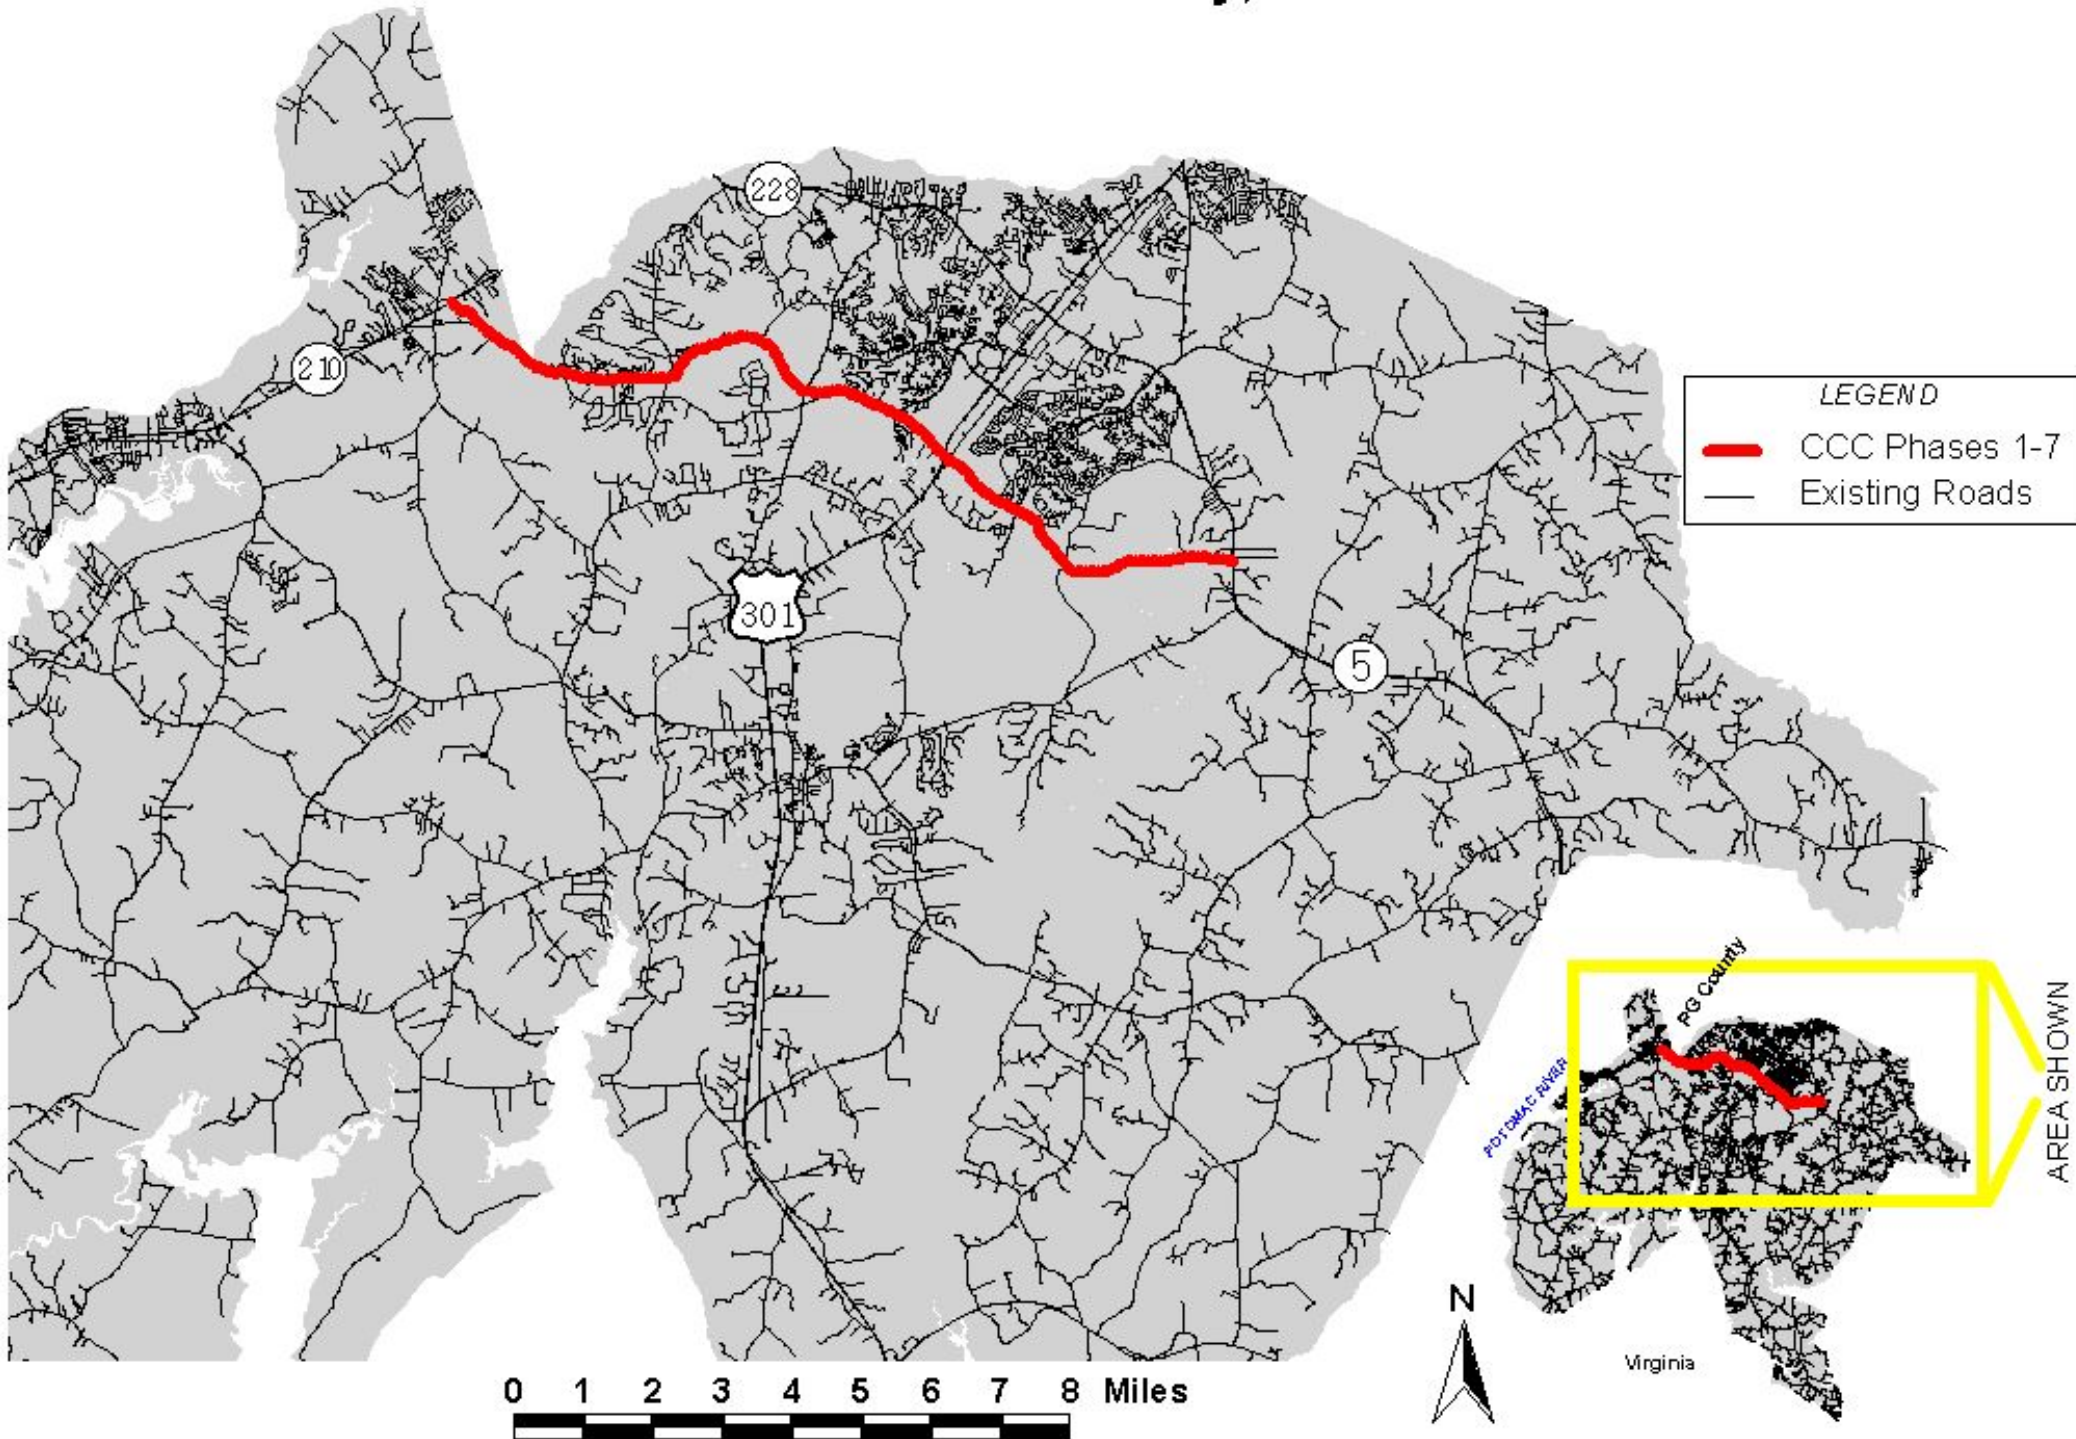 228
210
LEGEND
CCC Phases 1-7
Existing Roads
301
5
PG County
POTOMAC RIVER
AREA SHOWN
N
Virginia
0 1 2 3 4 5 6 7 8 Miles